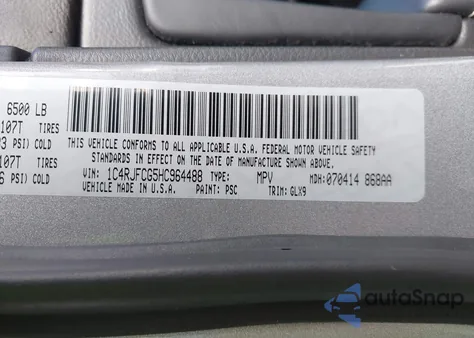 6500 LB
107T TIRES
3 PSI) COLD
107T TIRES
6 PSI) COLD
THIS VEHICLE CONFORMS TO ALL APPLICABLE U.S.A. FEDERAL MOTOR VEHICLE SAFETY
STANDARDS IN EFFECT ON THE DATE OF MANUFACTURE SHOWN ABOVE.
VIN: 1C4RJFCG5HC964488 TYPE: MPV MDH: 070414 868AA
VEHICLE MADE IN U.S.A. PAINT: PSC TRIM: GLX9
autoSnap